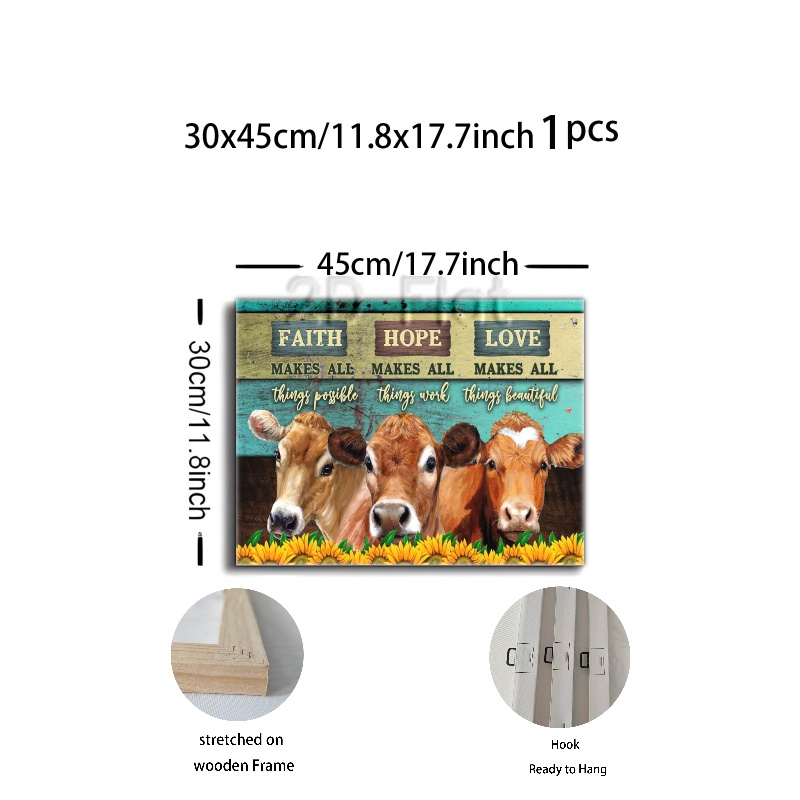 30x45cm/11.8x17.7inch 1pcs
45cm/17.7inch
30cm/11.8inch
FAITH HOPE LOVE
MAKES ALL MAKES ALL MAKES ALL
things possible things work things beautiful
stretched on
wooden Frame
Hook
Ready to Hang